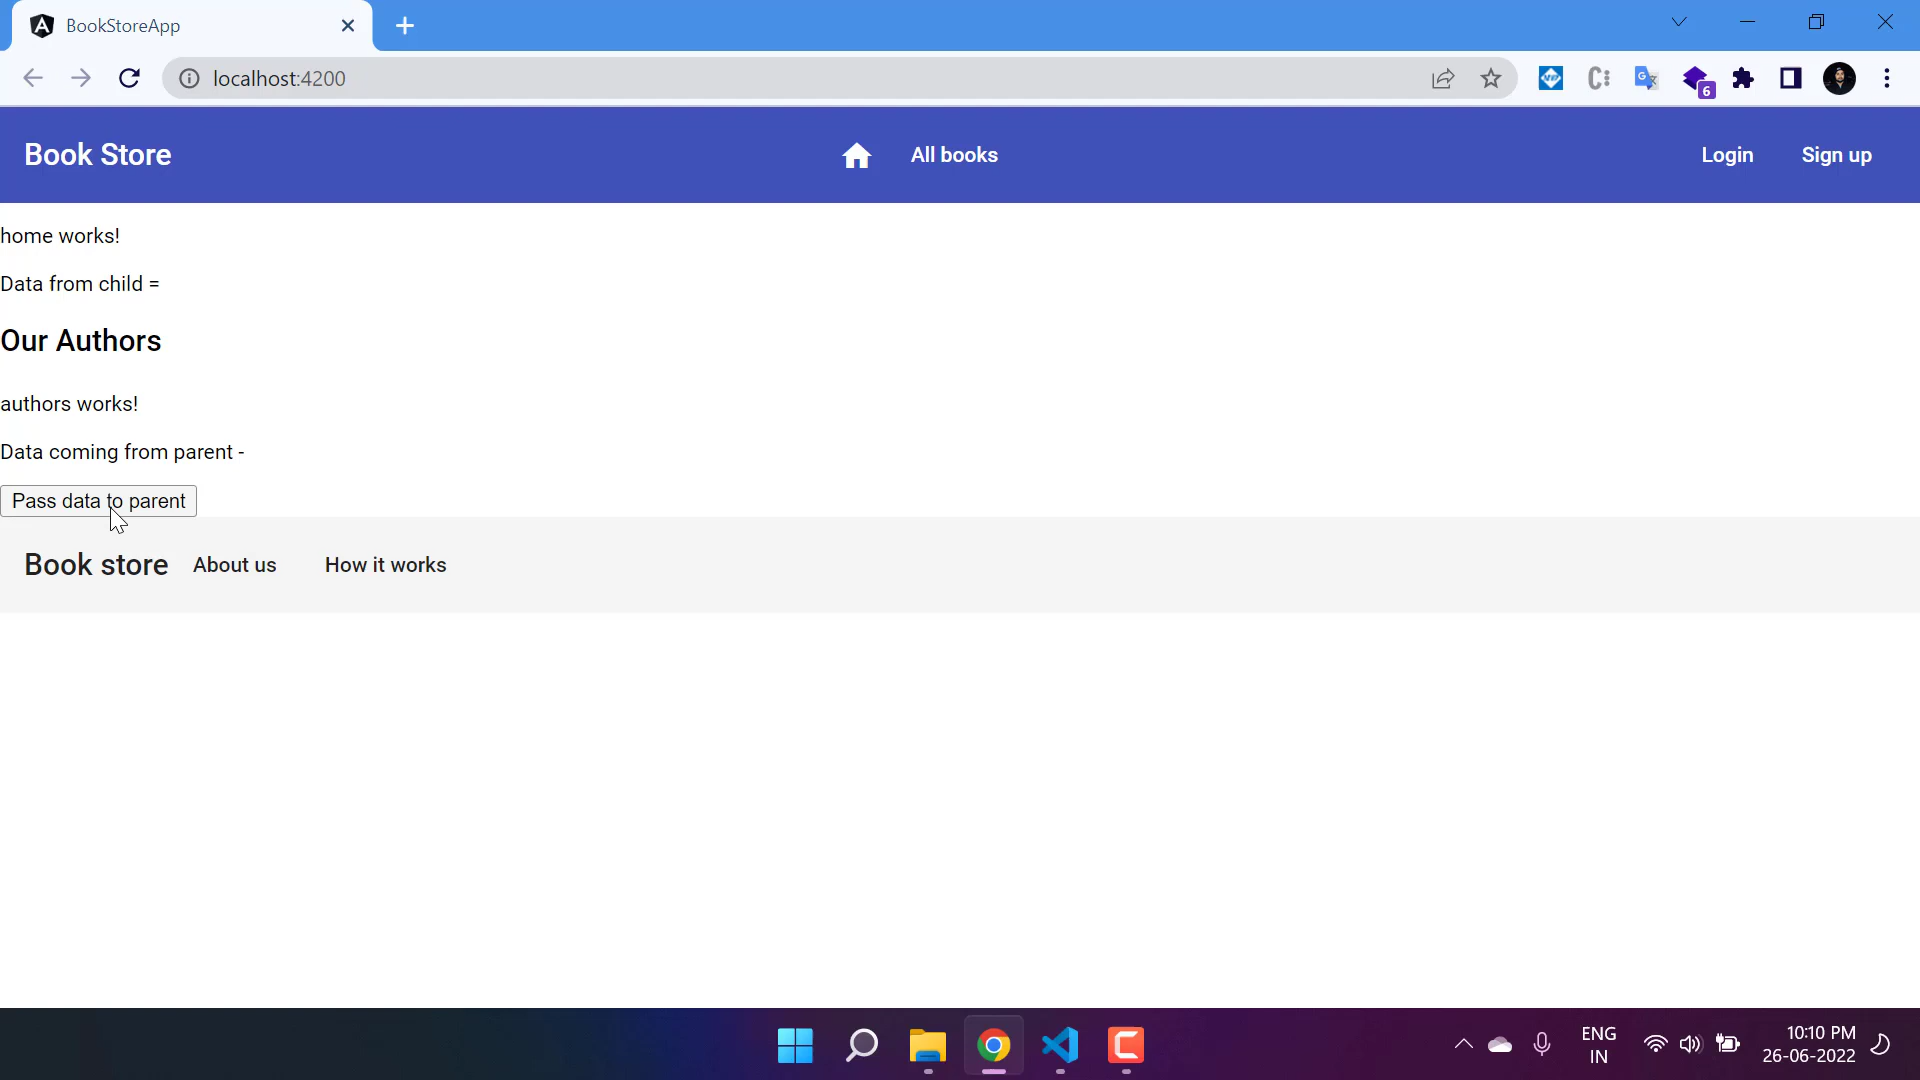 BookStoreApp
localhost:4200
6
Book Store
All books
Login
Sign up
home works!
Data from child =
Our Authors
authors works!
Data coming from parent -
Pass data to parent
Book store
About us
How it works
ENG
IN
10:10 PM
26-06-2022